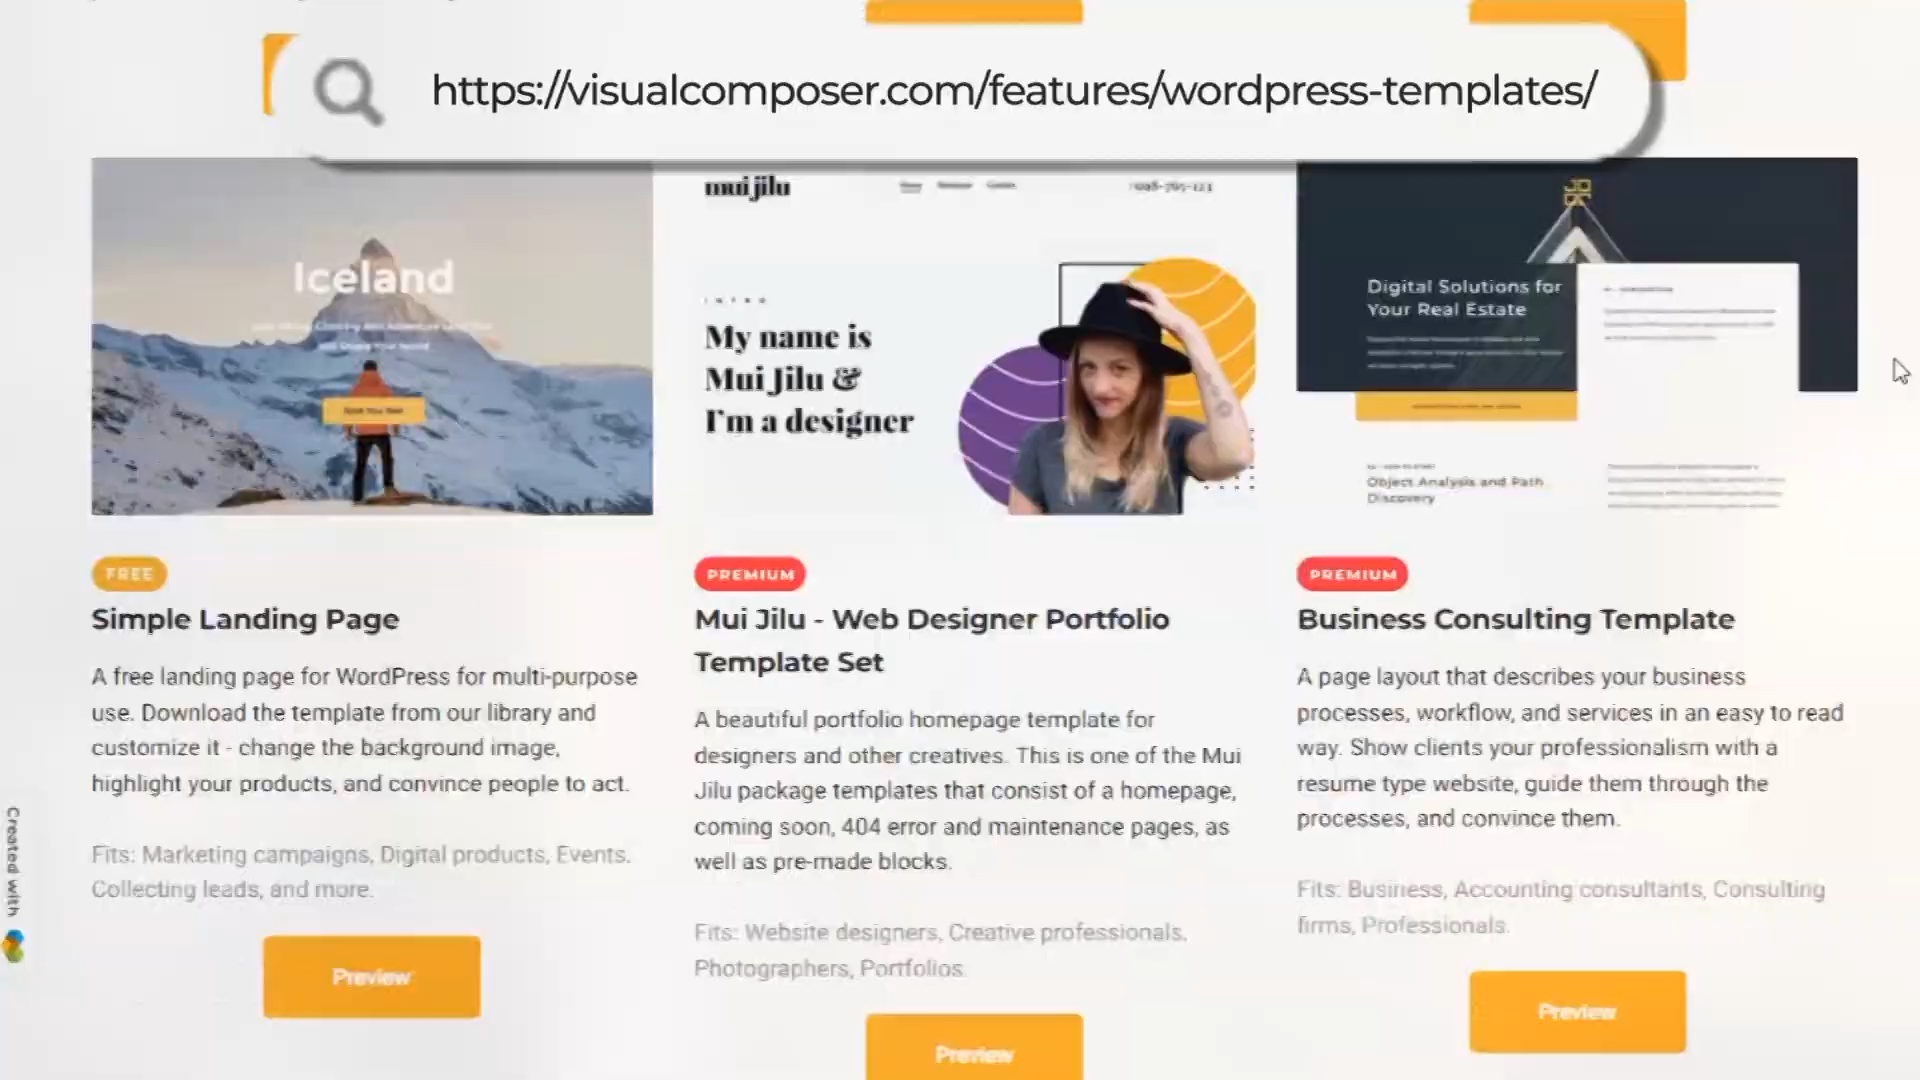 https://visualcomposer.com/features/wordpress-templates/
Iceland
mui jilu
INTRO
My name is
Mui Jilu &
I'm a designer
Digital Solutions for
Your Real Estate
Object Analysis and Path
Discovery
FREE
Simple Landing Page
A free landing page for WordPress for multi-purpose
use. Download the template from our library and
customize it - change the background image,
highlight your products, and convince people to act.
Fits: Marketing campaigns, Digital products, Events.
Collecting leads, and more.
Preview
PREMIUM
Mui Jilu - Web Designer Portfolio
Template Set
A beautiful portfolio homepage template for
designers and other creatives. This is one of the Mui
Jilu package templates that consist of a homepage,
coming soon, 404 error and maintenance pages, as
well as pre-made blocks.
Fits: Website designers, Creative professionals,
Photographers, Portfolios.
Preview
PREMIUM
Business Consulting Template
A page layout that describes your business
processes, workflow, and services in an easy to read
way. Show clients your professionalism with a
resume type website, guide them through the
processes, and convince them.
Fits: Business, Accounting consultants, Consulting
firms, Professionals.
Preview
Created with